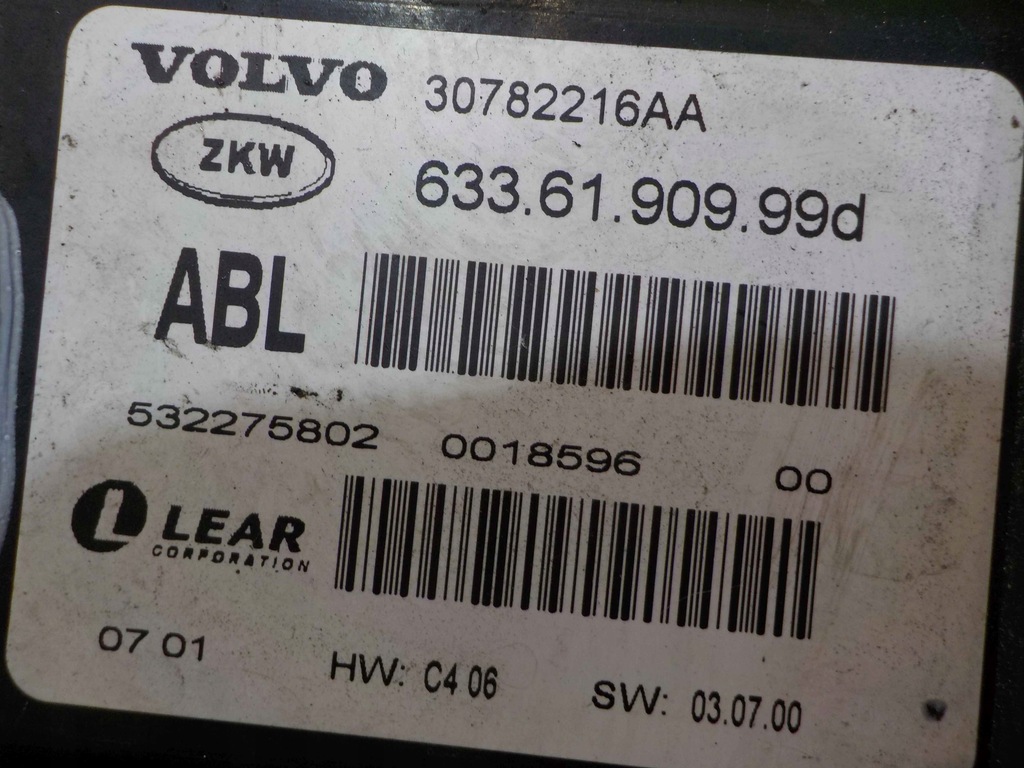 VOLVO 30782216AA
ZKW 633.61.909.99d
ABL
532275802 0018596 00
LEAR
CORPORATION
07 01 HW: C4 06 SW: 03.07.00